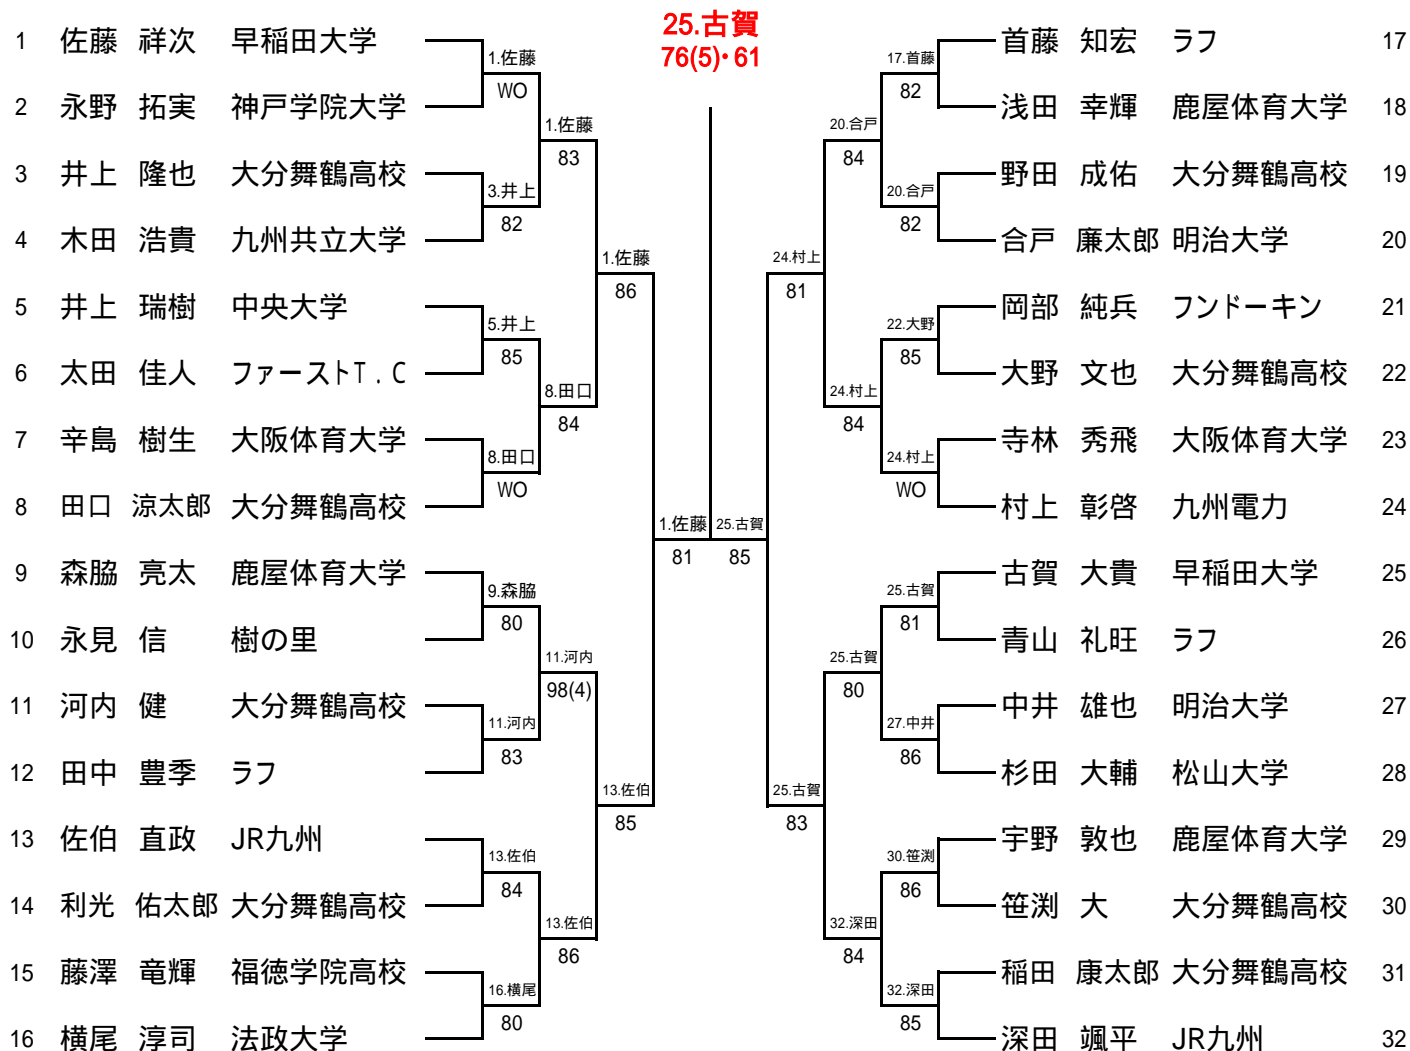 25.古賀
76(5)・61
1 佐藤 祥次 早稲田大学
2 永野 拓実 神戸学院大学
3 井上 隆也 大分舞鶴高校
4 木田 浩貴 九州共立大学
5 井上 瑞樹 中央大学
6 太田 佳人 ファーストT.C
7 辛島 樹生 大阪体育大学
8 田口 涼太郎 大分舞鶴高校
9 森脇 亮太 鹿屋体育大学
10 永見 信 樹の里
11 河内 健 大分舞鶴高校
12 田中 豊季 ラフ
13 佐伯 直政 JR九州
14 利光 佑太郎 大分舞鶴高校
15 藤澤 竜輝 福徳学院高校
16 横尾 淳司 法政大学
1.佐藤
WO
3.井上
82
5.井上
85
8.田口
WO
9.森脇
80
11.河内
83
13.佐伯
84
16.横尾
80
1.佐藤
83
8.田口
84
11.河内
98(4)
13.佐伯
86
1.佐藤
86
13.佐伯
85
1.佐藤
81
25.古賀
85
24.村上
81
25.古賀
83
20.合戸
84
24.村上
84
25.古賀
80
32.深田
84
17.首藤
82
20.合戸
82
22.大野
85
24.村上
WO
25.古賀
81
27.中井
86
30.笹渕
86
32.深田
85
首藤 知宏 ラフ 17
浅田 幸輝 鹿屋体育大学 18
野田 成佑 大分舞鶴高校 19
合戸 廉太郎 明治大学 20
岡部 純兵 フンドーキン 21
大野 文也 大分舞鶴高校 22
寺林 秀飛 大阪体育大学 23
村上 彰啓 九州電力 24
古賀 大貴 早稲田大学 25
青山 礼旺 ラフ 26
中井 雄也 明治大学 27
杉田 大輔 松山大学 28
宇野 敦也 鹿屋体育大学 29
笹渕 大 大分舞鶴高校 30
稲田 康太郎 大分舞鶴高校 31
深田 颯平 JR九州 32